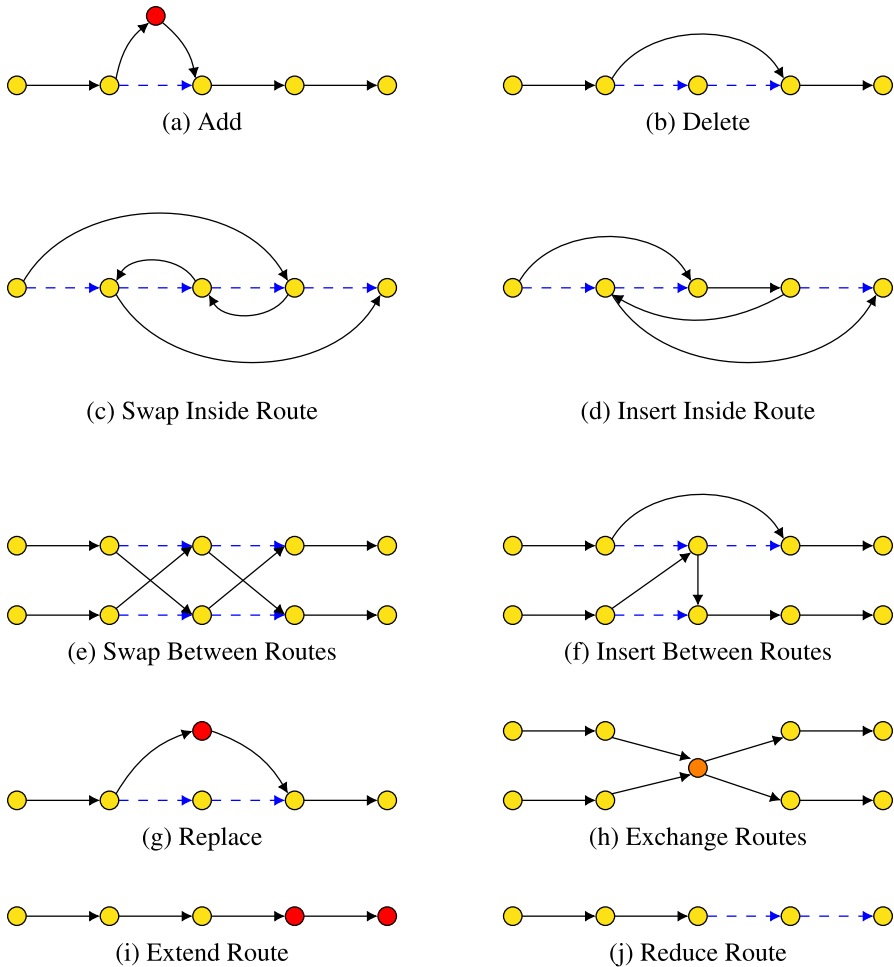 (a) Add
(b) Delete
(c) Swap Inside Route
(d) Insert Inside Route
(e) Swap Between Routes
(f) Insert Between Routes
(g) Replace
(h) Exchange Routes
(i) Extend Route
(j) Reduce Route